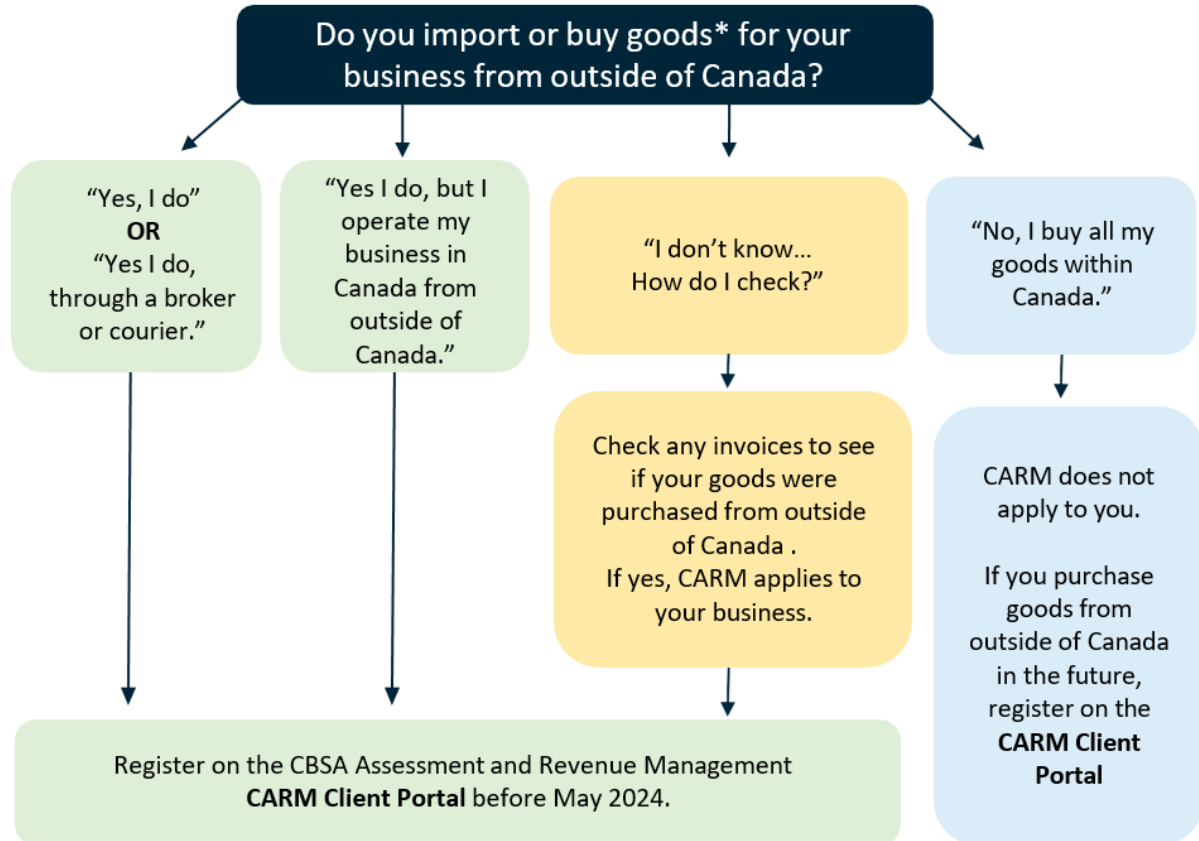 Do you import or buy goods* for your
business from outside of Canada?
“Yes, I do”
OR
“Yes I do,
through a broker
or courier.”
“Yes I do, but I
operate my
business in
Canada from
outside of
Canada.”
“I don’t know...
How do I check?”
“No, I buy all my
goods within
Canada.”
Check any invoices to see
if your goods were
purchased from outside
of Canada .
If yes, CARM applies to
your business.
CARM does not
apply to you.
If you purchase
goods from
outside of Canada
in the future,
register on the
CARM Client
Portal
Register on the CBSA Assessment and Revenue Management
CARM Client Portal before May 2024.